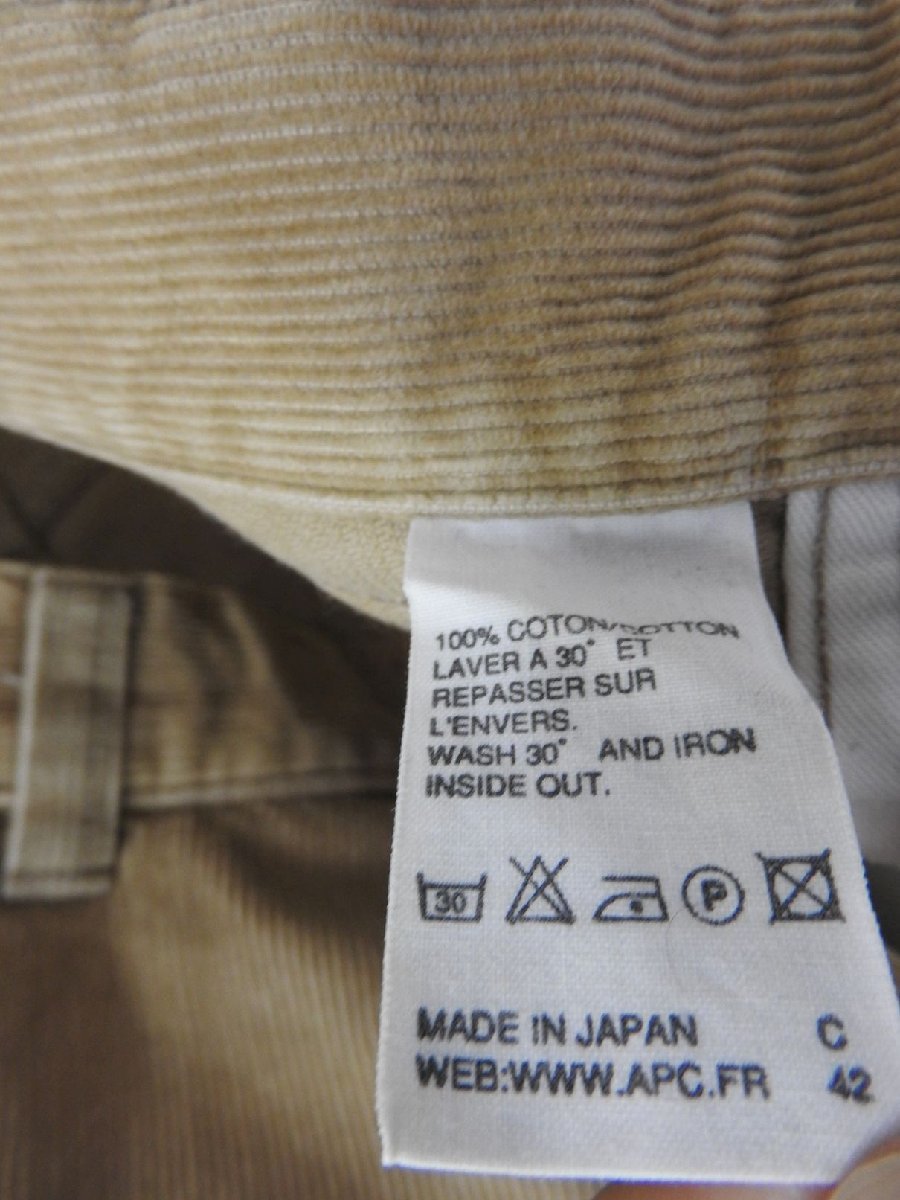 100% COTON/COTTON
LAVER A 30° ET
REPASSER SUR
L'ENVERS.
WASH 30° AND IRON
INSIDE OUT.
30 P
MADE IN JAPAN C
WEB:WWW.APC.FR 42